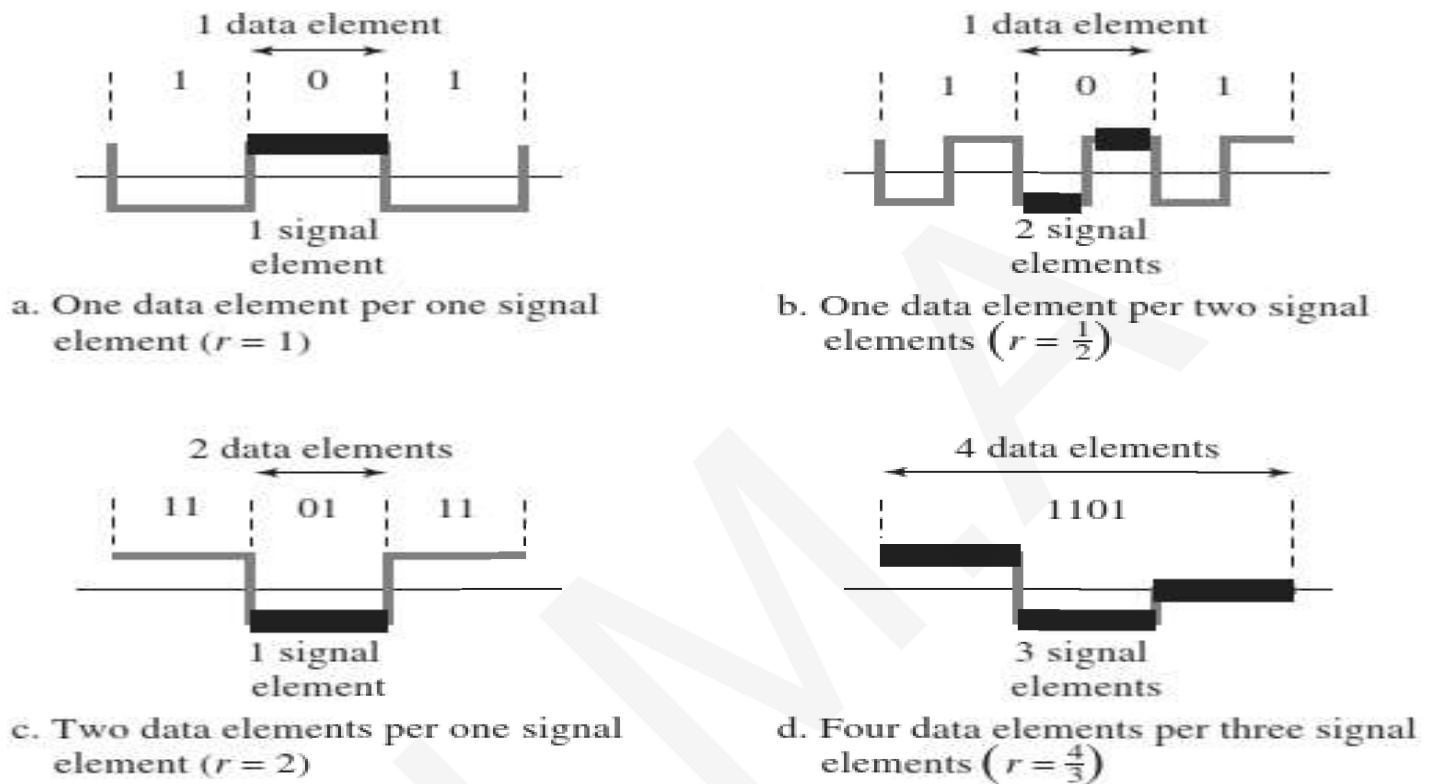 1 data element
1 0 1
1 signal
element
a. One data element per one signal
element (r = 1)
1 data element
1 0 1
2 signal
elements
b. One data element per two signal
elements (r = 1/2)
2 data elements
11 01 11
1 signal
element
c. Two data elements per one signal
element (r = 2)
4 data elements
1101
3 signal
elements
d. Four data elements per three signal
elements (r = 4/3)